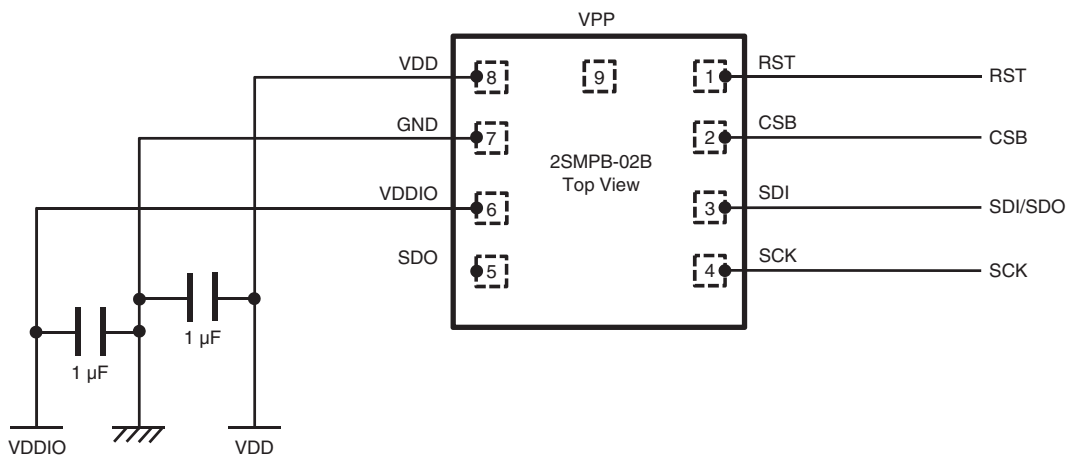 VPP
VDD
8
9
1
RST
RST
GND
7
2
CSB
CSB
2SMPB-02B
Top View
VDDIO
6
3
SDI
SDI/SDO
SDO
5
4
SCK
SCK
1 µF
1 µF
VDDIO
VDD